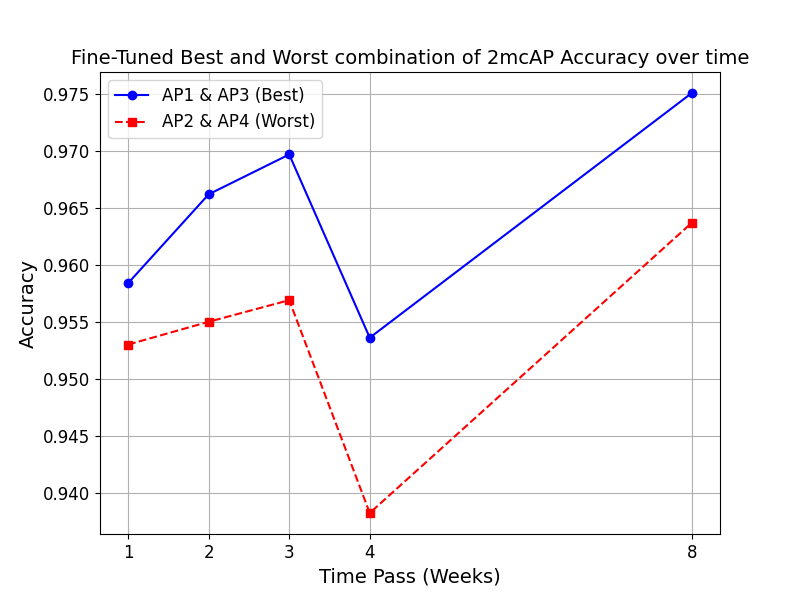 Fine-Tuned Best and Worst combination of 2mcAP Accuracy over time
AP1 & AP3 (Best)
AP2 & AP4 (Worst)
0.975
0.970
0.965
0.960
0.955
0.950
0.945
0.940
Accuracy
1 2 3 4 8
Time Pass (Weeks)